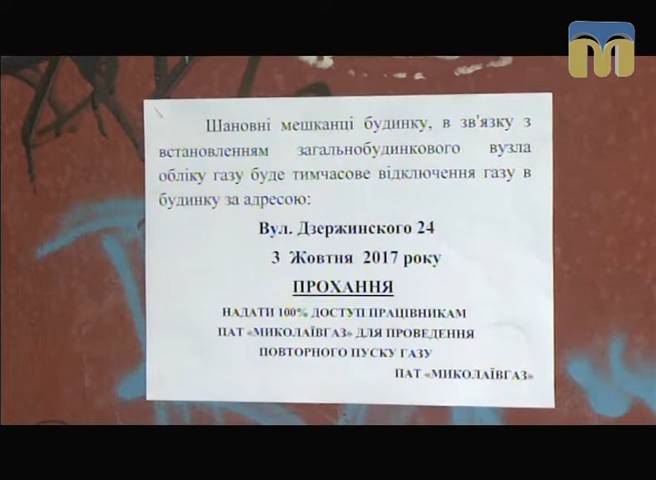 Шановні мешканці будинку, в зв'язку з
встановленням загальнобудинкового вузла
обліку газу буде тимчасове відключення газу в
будинку за адресою:
Вул. Дзержинского 24
3 Жовтня 2017 року
ПРОХАННЯ
НАДАТИ 100% ДОСТУП ПРАЦІВНИКАМ
ПАТ «МИКОЛАЇВГАЗ» ДЛЯ ПРОВЕДЕННЯ
ПОВТОРНОГО ПУСКУ ГАЗУ
ПАТ «МИКОЛАЇВГАЗ»